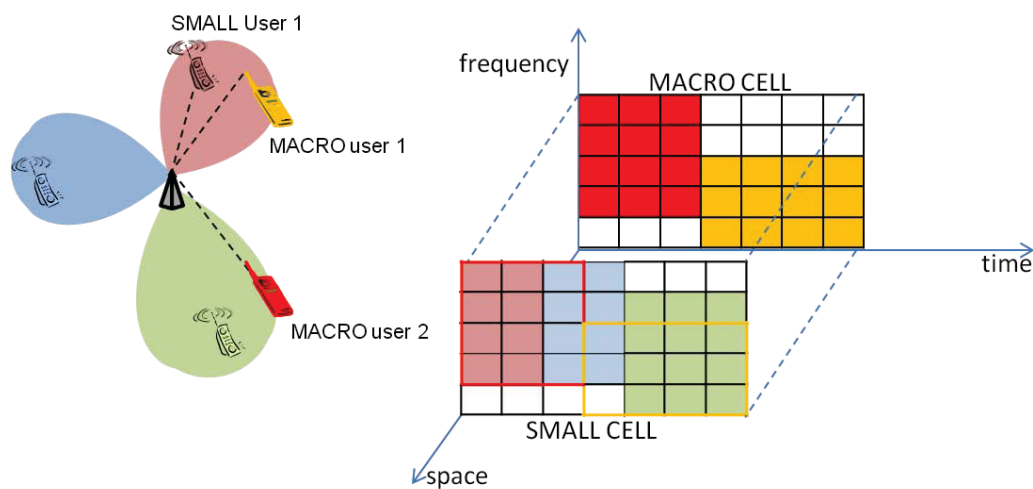 SMALL User 1
MACRO user 1
MACRO user 2
frequency
MACRO CELL
time
SMALL CELL
space